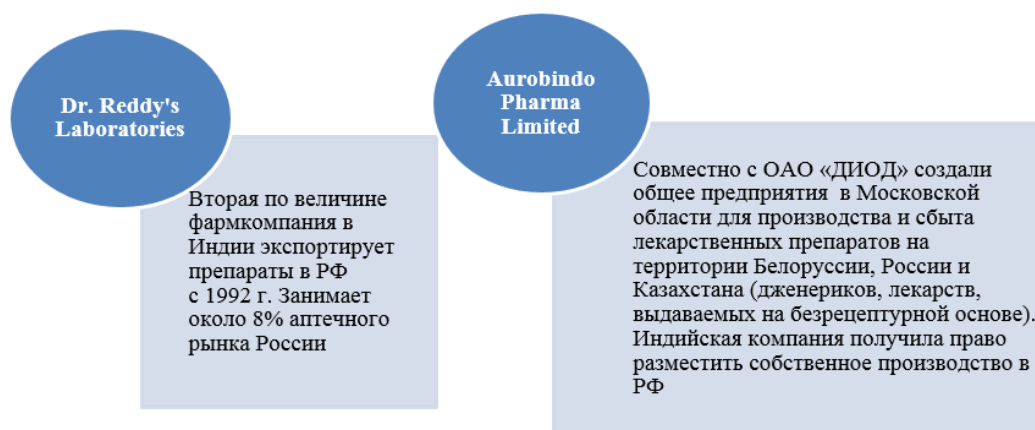 Dr. Reddy's
Laboratories
Вторая по величине
фармкомпания в
Индии экспортирует
препараты в РФ
с 1992 г. Занимает
около 8% аптечного
рынка России
Aurobindo
Pharma
Limited
Совместно с ОАО «ДИОД» создали
общее предприятия в Московской
области для производства и сбыта
лекарственных препаратов на
территории Белоруссии, России и
Казахстана (дженериков, лекарств,
выдаваемых на безрецептурной основе).
Индийская компания получила право
разместить собственное производство в
РФ